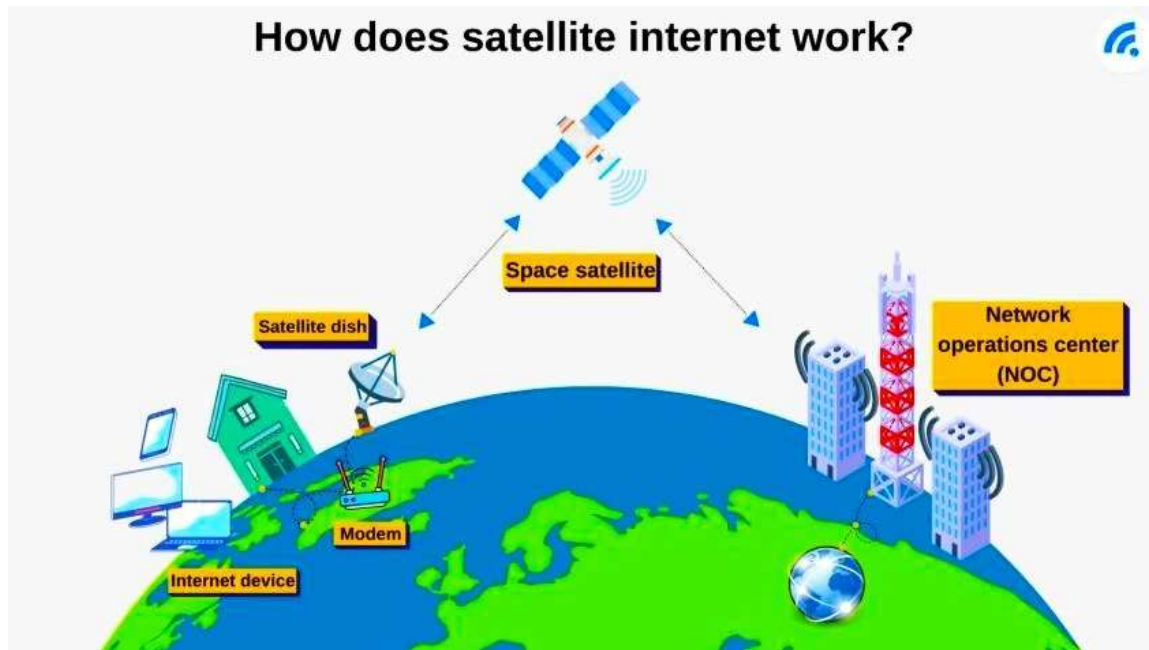 How does satellite internet work?
Space satellite
Satellite dish
Network
operations center
(NOC)
Modem
Internet device